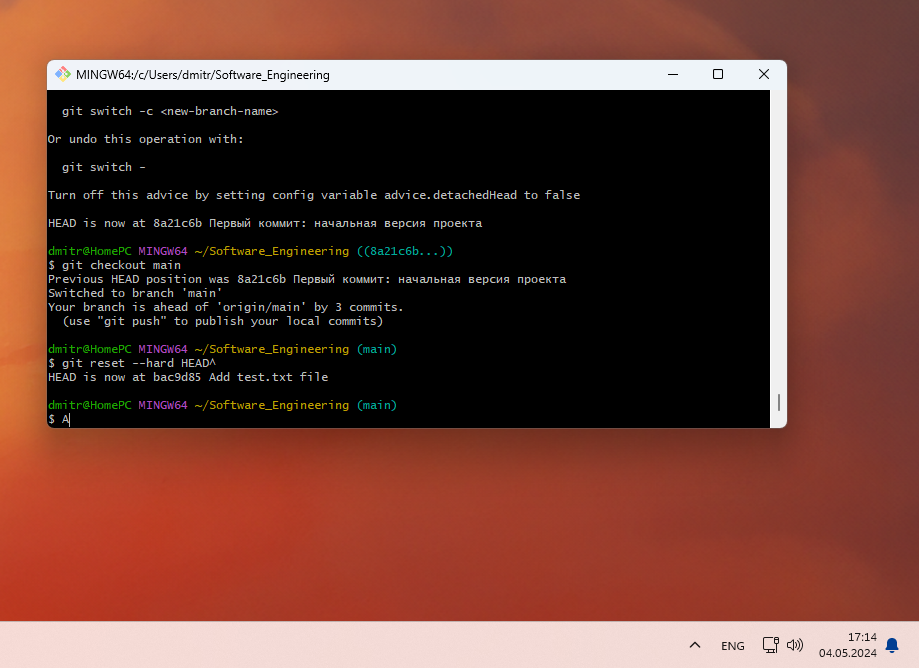 MINGW64:/c/Users/dmitr/Software_Engineering
git switch -c <new-branch-name>
Or undo this operation with:
git switch -
Turn off this advice by setting config variable advice.detachedHead to false
HEAD is now at 8a21c6b Первый коммит: начальная версия проекта
dmitr@HomePC MINGW64 ~/Software_Engineering ((8a21c6b...))
$ git checkout main
Previous HEAD position was 8a21c6b Первый коммит: начальная версия проекта
Switched to branch 'main'
Your branch is ahead of 'origin/main' by 3 commits.
(use "git push" to publish your local commits)
dmitr@HomePC MINGW64 ~/Software_Engineering (main)
$ git reset --hard HEAD^
HEAD is now at bac9d85 Add test.txt file
dmitr@HomePC MINGW64 ~/Software_Engineering (main)
$ A
ENG
17:14
04.05.2024